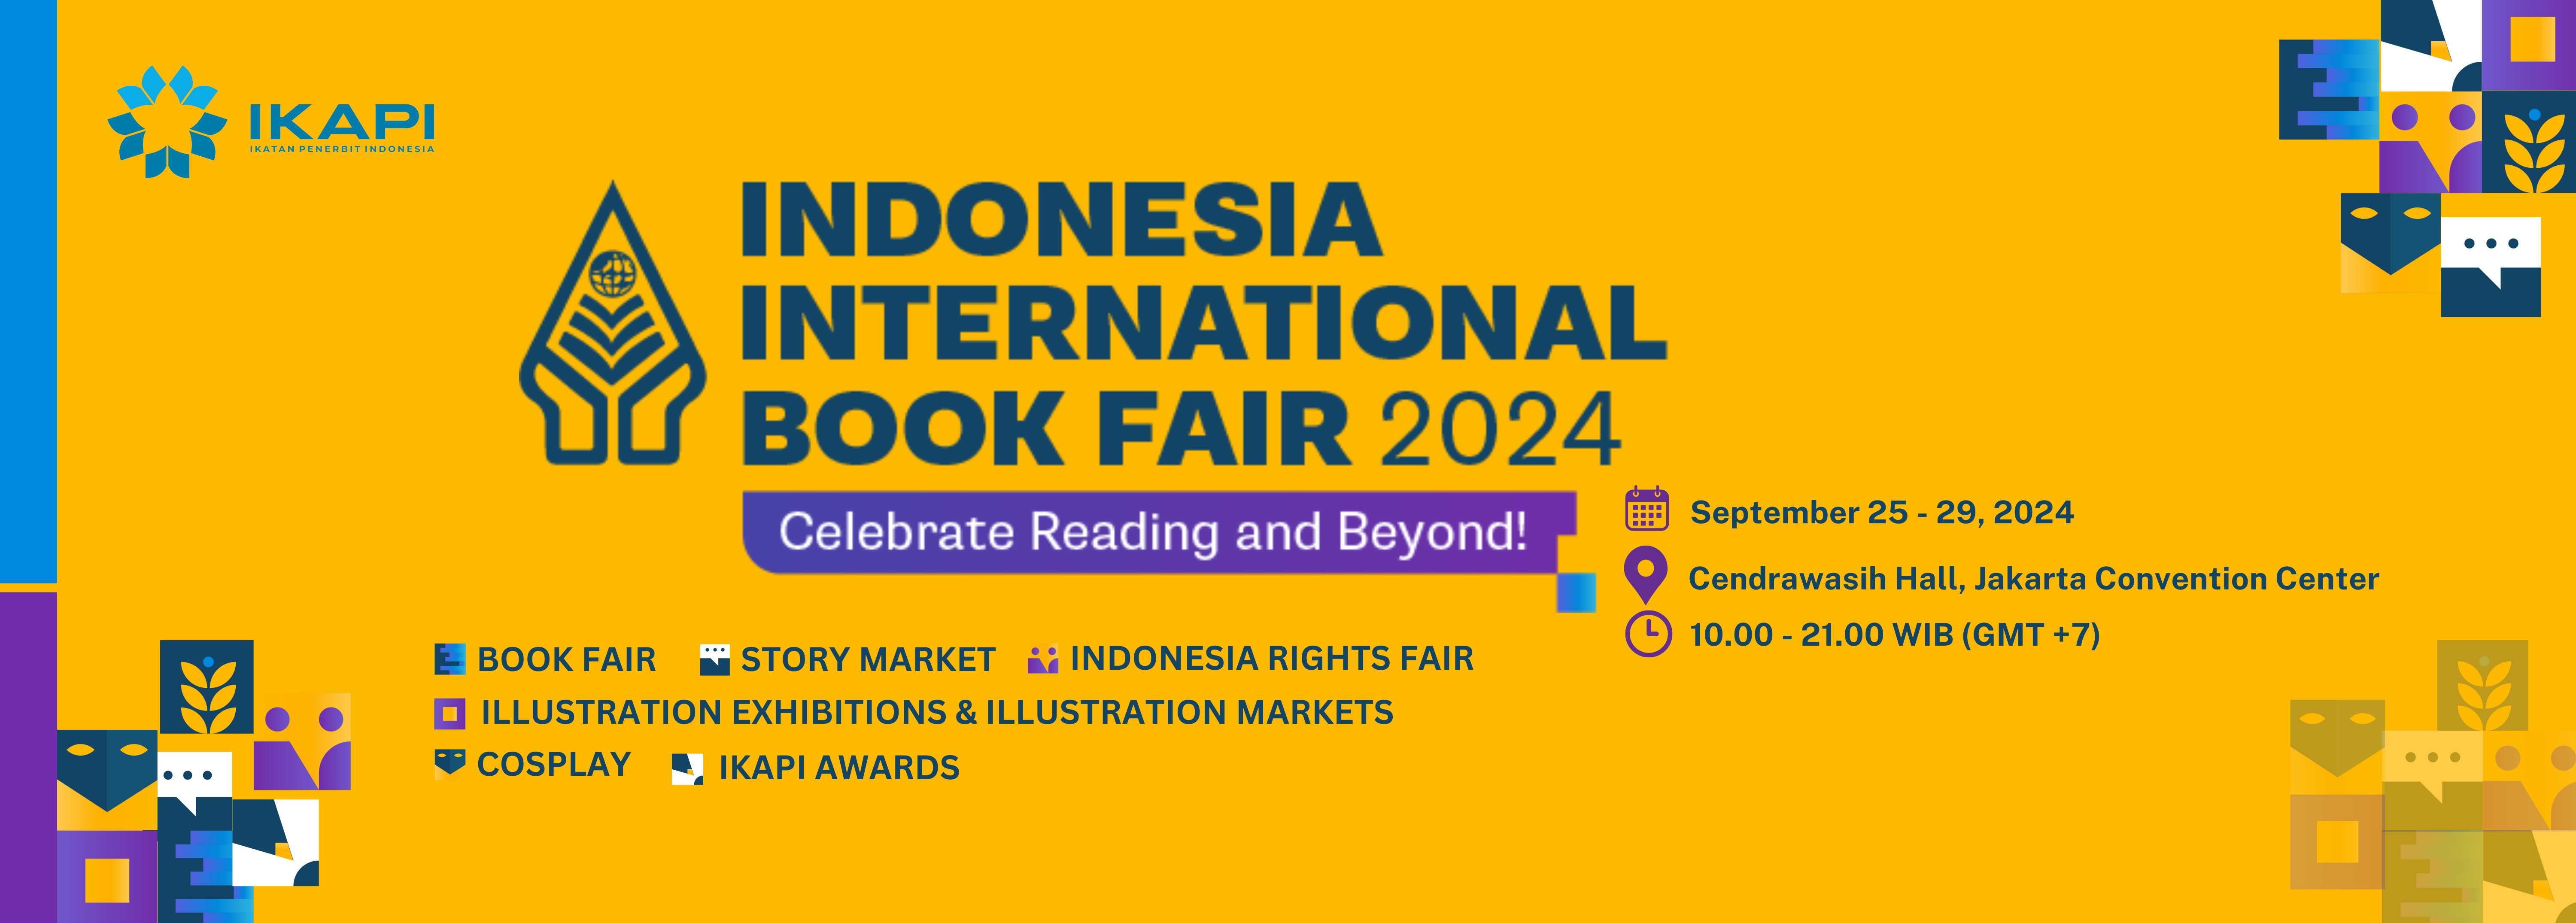 IKAPI
IKATAN PENERBIT INDONESIA
INDONESIA
INTERNATIONAL
BOOK FAIR 2024
Celebrate Reading and Beyond!
September 25 - 29, 2024
Cendrawasih Hall, Jakarta Convention Center
10.00 - 21.00 WIB (GMT +7)
BOOK FAIR STORY MARKET INDONESIA RIGHTS FAIR
ILLUSTRATION EXHIBITIONS & ILLUSTRATION MARKETS
COSPLAY IKAPI AWARDS